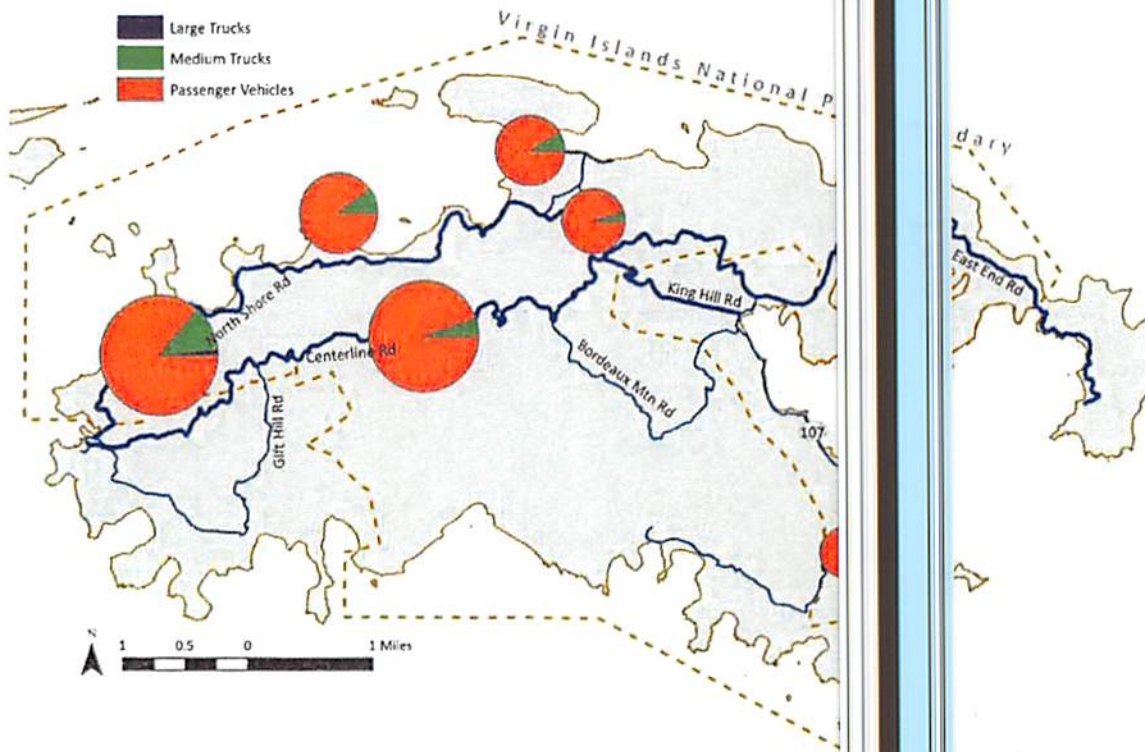 Large Trucks
Medium Trucks
Passenger Vehicles
Virgin Islands National P
dary
North Shore Rd
Centerline Rd
Gift Hill Rd
King Hill Rd
Bordeaux Mtn Rd
East End Rd
107
N
1 0.5 0 1 Miles